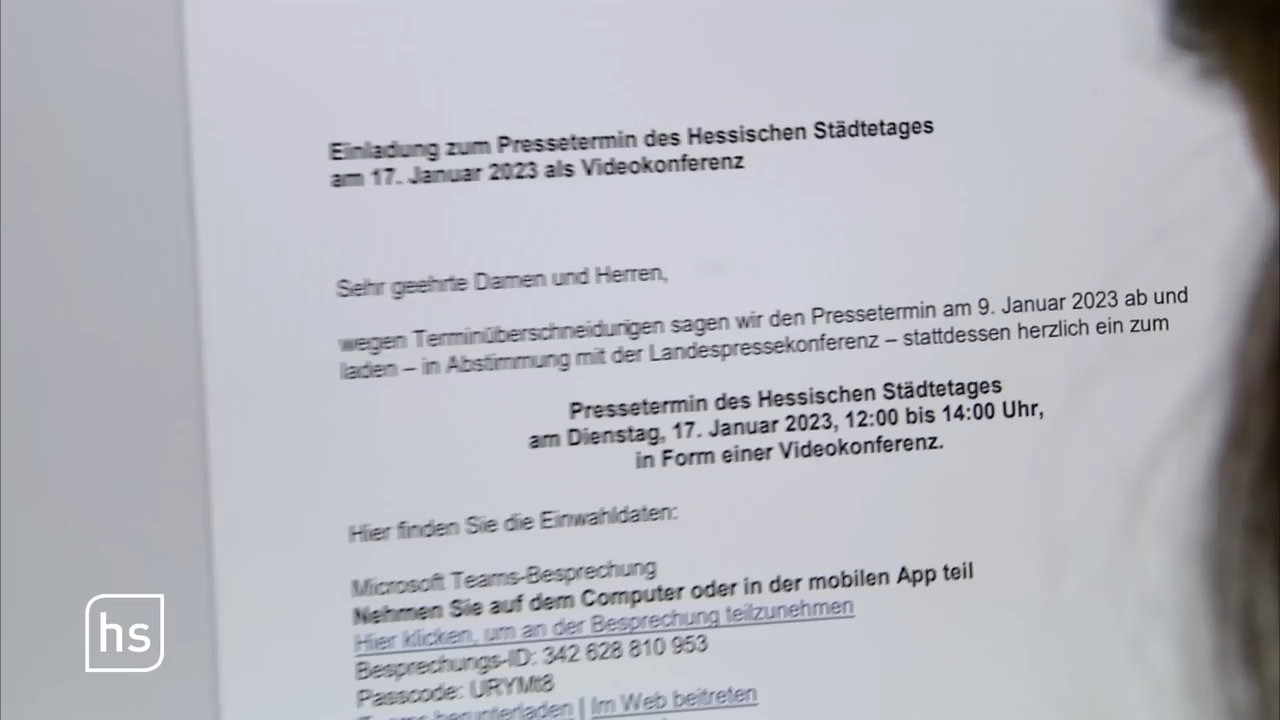 Einladung zum Pressetermin des Hessischen Städtetages
am 17. Januar 2023 als Videokonferenz
Sehr geehrte Damen und Herren,
wegen Terminüberschneidungen sagen wir den Pressetermin am 9. Januar 2023 ab und
laden – in Abstimmung mit der Landespressekonferenz – stattdessen herzlich ein zum
Pressetermin des Hessischen Städtetages
am Dienstag, 17. Januar 2023, 12:00 bis 14:00 Uhr,
in Form einer Videokonferenz.
Hier finden Sie die Einwahldaten:
Microsoft Teams-Besprechung
Nehmen Sie auf dem Computer oder in der mobilen App teil
Hier klicken, um an der Besprechung teilzunehmen
Besprechungs-ID: 342 628 810 953
Passcode: URYMt8
Teams herunterladen | Im Web beitreten
hs